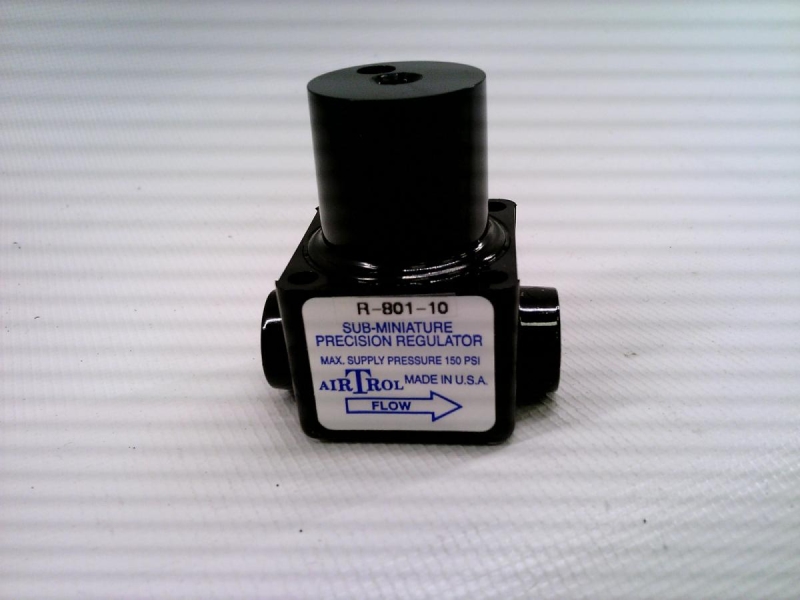 R-801-10
SUB-MINIATURE
PRECISION REGULATOR
MAX. SUPPLY PRESSURE 150 PSI
AIRTROL MADE IN U.S.A.
FLOW